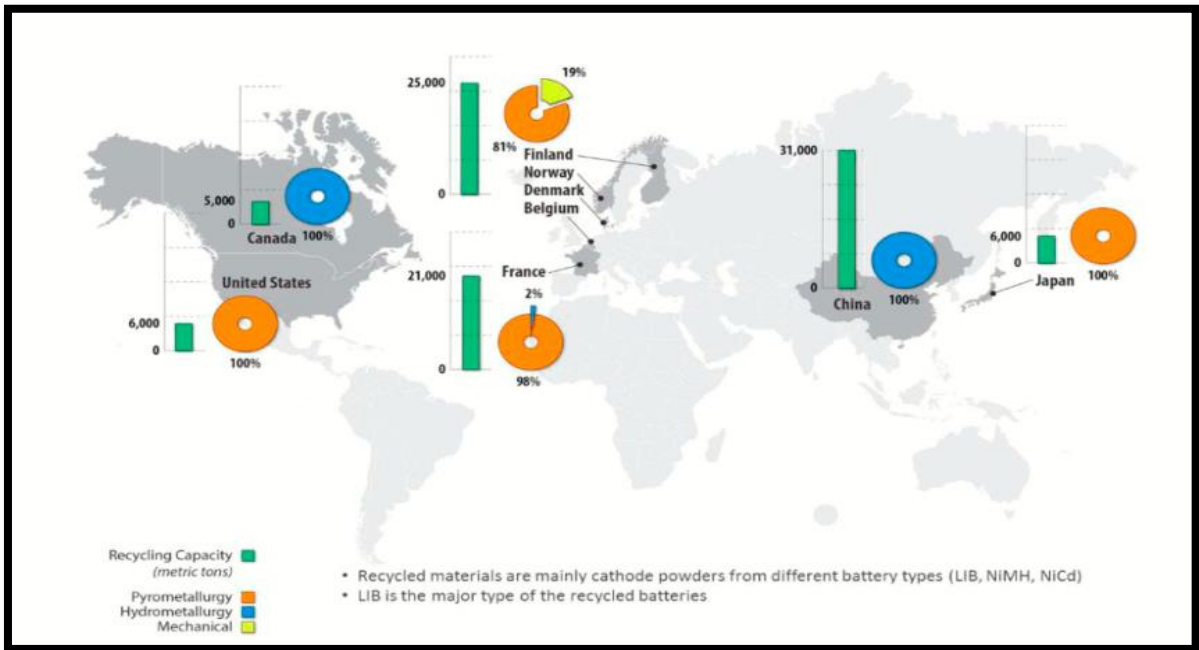 25,000
0
19%
81%
Finland
Norway
Denmark
Belgium
5,000
0
Canada 100%
United States
6,000
0
100%
21,000
0
France
2%
98%
31,000
0
China
100%
6,000
0
Japan
100%
Recycling Capacity
(metric tons)
Pyrometallurgy
Hydrometallurgy
Mechanical
• Recycled materials are mainly cathode powders from different battery types (LIB, NiMH, NiCd)
• LIB is the major type of the recycled batteries